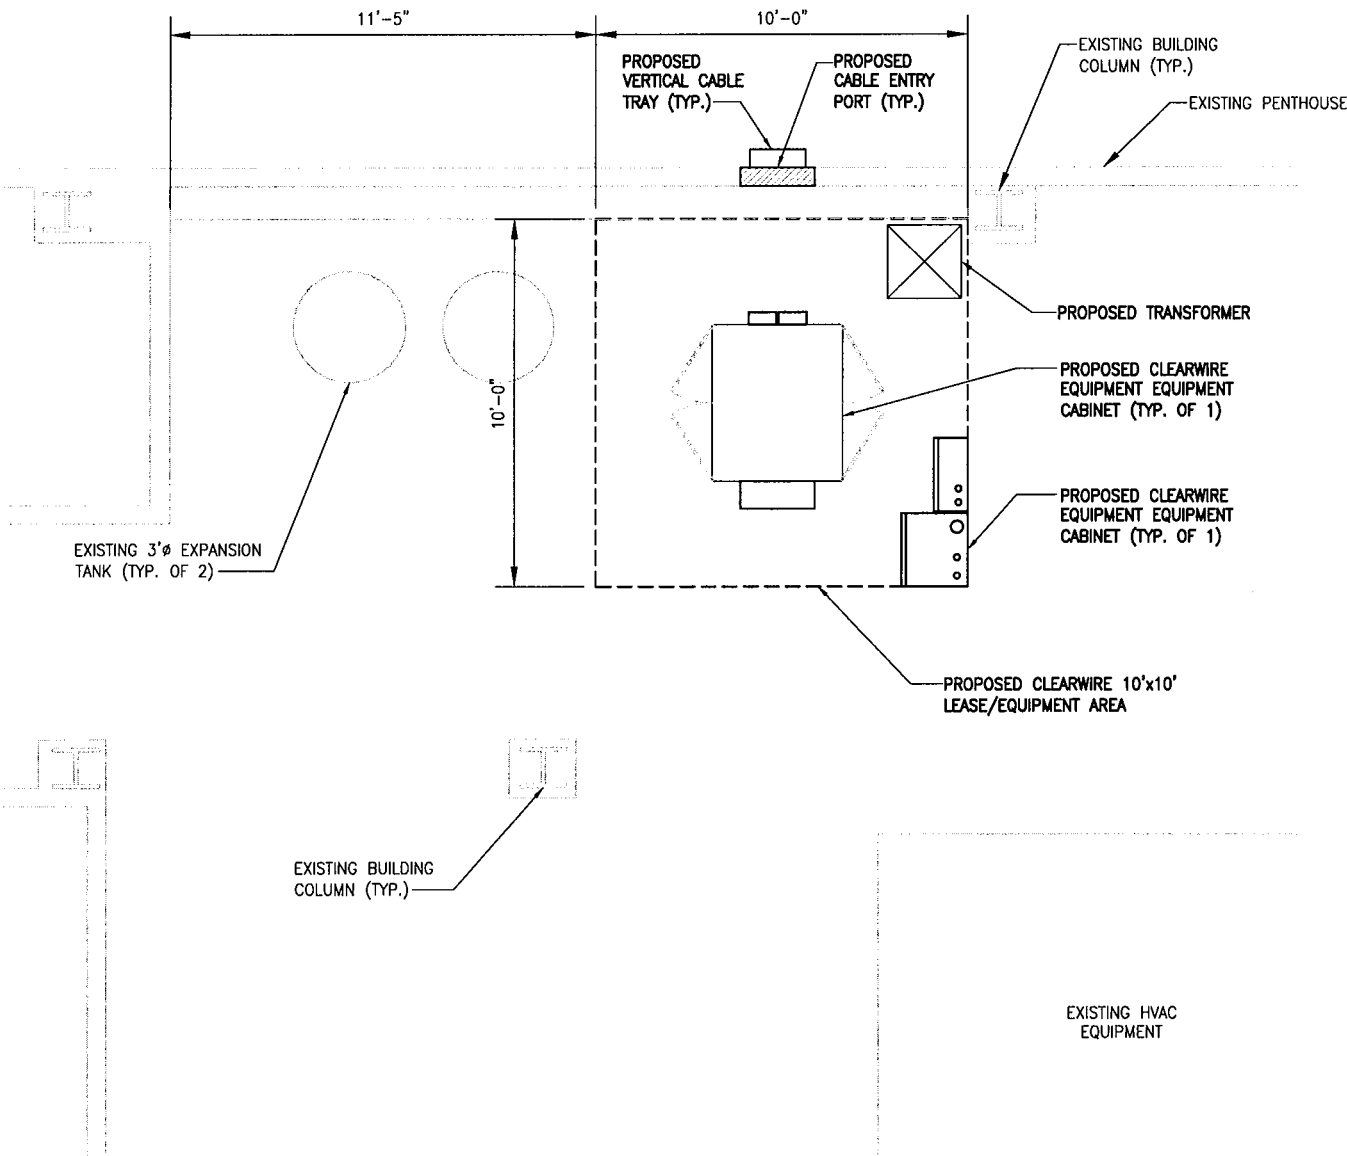 11'-5"
10'-0"
PROPOSED
VERTICAL CABLE
TRAY (TYP.)
PROPOSED
CABLE ENTRY
PORT (TYP.)
EXISTING BUILDING
COLUMN (TYP.)
EXISTING PENTHOUSE
10'-0"
PROPOSED TRANSFORMER
PROPOSED CLEARWIRE
EQUIPMENT EQUIPMENT
CABINET (TYP. OF 1)
PROPOSED CLEARWIRE
EQUIPMENT EQUIPMENT
CABINET (TYP. OF 1)
EXISTING 3'ø EXPANSION
TANK (TYP. OF 2)
PROPOSED CLEARWIRE 10'x10'
LEASE/EQUIPMENT AREA
EXISTING BUILDING
COLUMN (TYP.)
EXISTING HVAC
EQUIPMENT